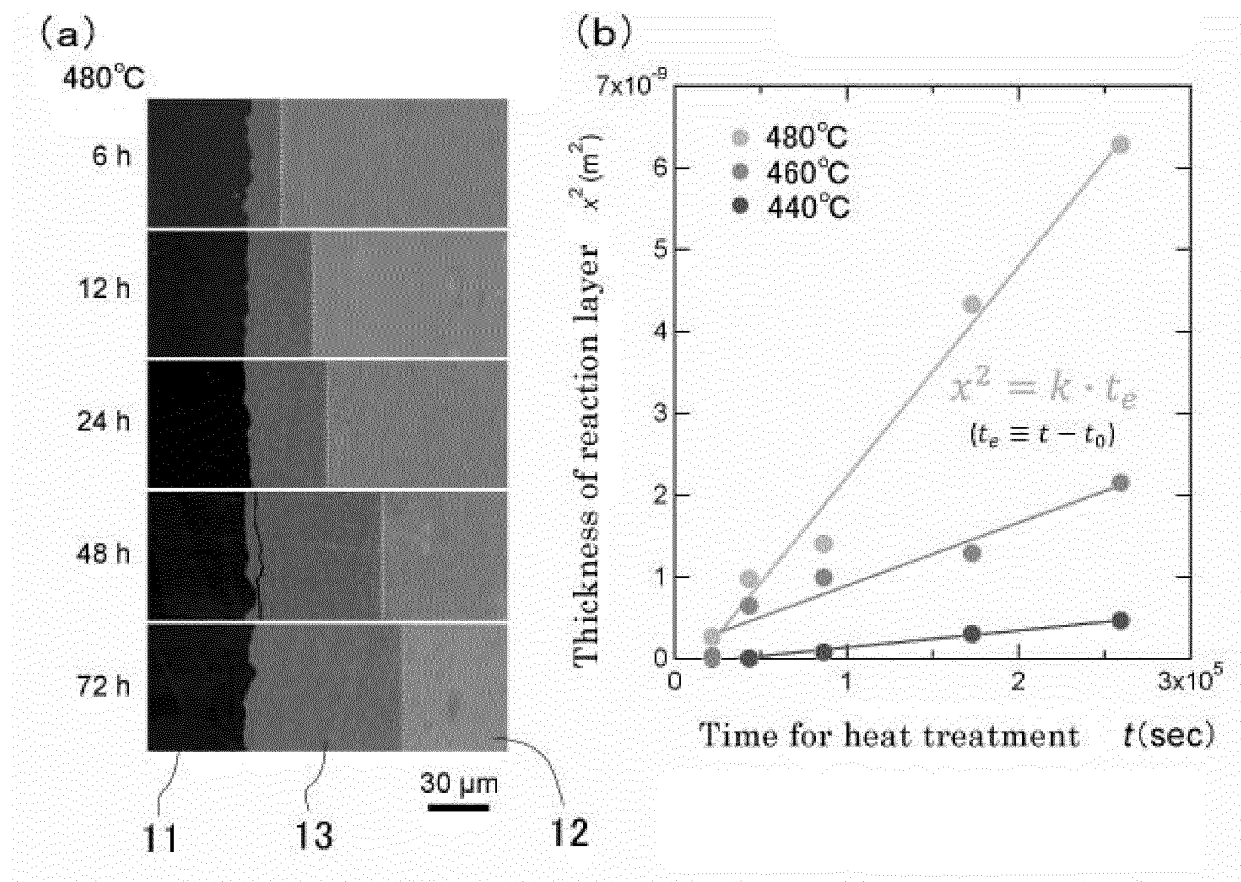 (a)
480°C
6 h
12 h
24 h
48 h
72 h
30 μm
11
13
12
(b)
7x10⁻⁹
6
5
4
3
2
1
0
Thickness of reaction layer x² (m²)
480°C
460°C
440°C
x² = k · tₑ
(tₑ ≡ t − t₀)
0
1
2
3x10⁵
Time for heat treatment t(sec)